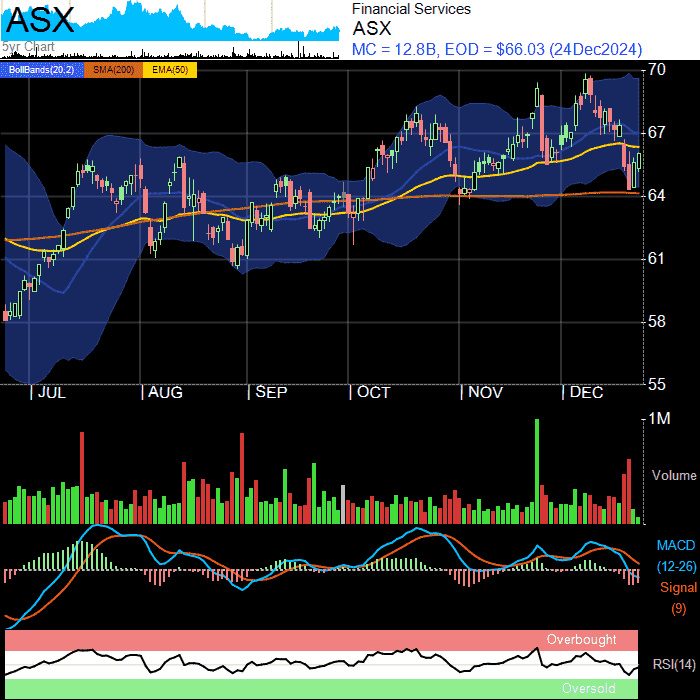 ASX
5yr Chart
Financial Services
ASX
MC = 12.8B, EOD = $66.03 (24Dec2024)
BollBands(20,2) SMA(200) EMA(50)
70
67
64
61
58
55
JUL AUG SEP OCT NOV DEC
1M
Volume
MACD
(12-26)
Signal
(9)
Overbought
RSI(14)
Oversold